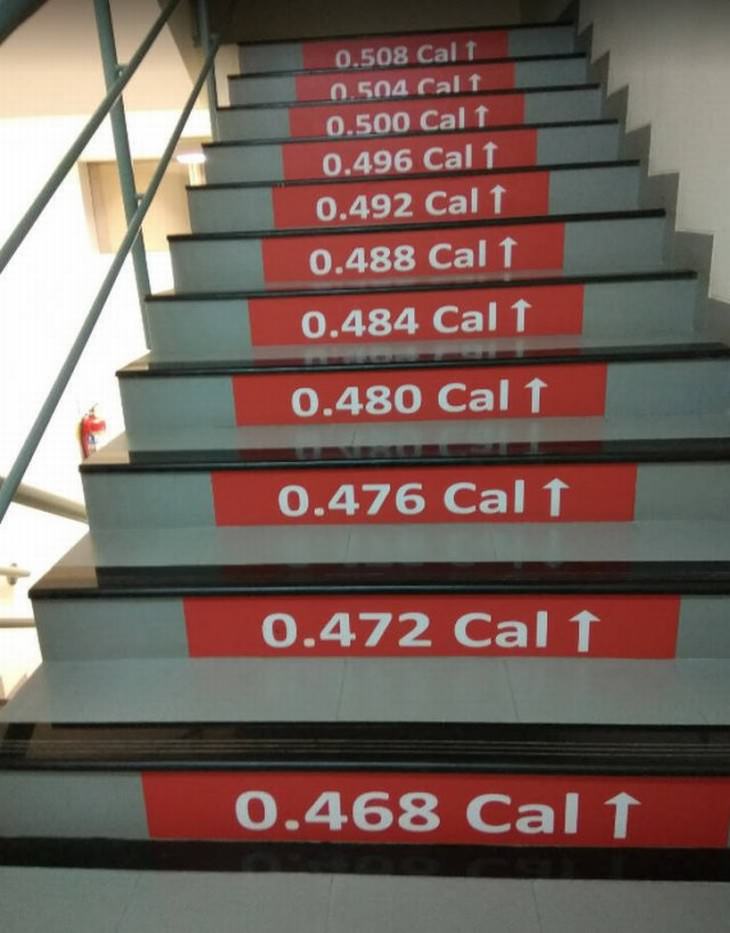 0.508 Cal ↑
0.504 Cal ↑
0.500 Cal ↑
0.496 Cal ↑
0.492 Cal ↑
0.488 Cal ↑
0.484 Cal ↑
0.480 Cal ↑
0.476 Cal ↑
0.472 Cal ↑
0.468 Cal ↑